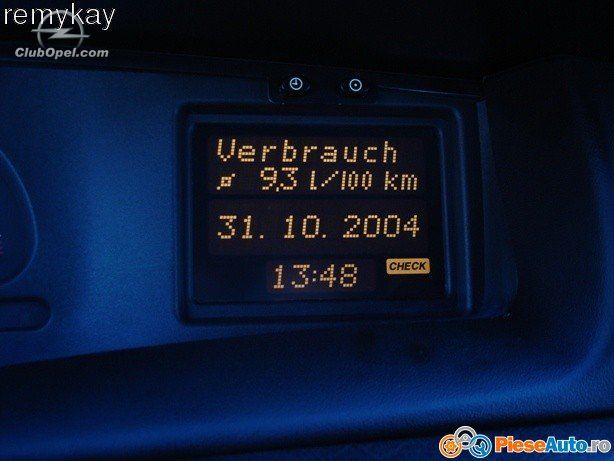 remykay
ClubOpel.com
Verbrauch
ø 9,3 l/100 km
31. 10. 2004
CHECK
13:48
PieseAuto.ro